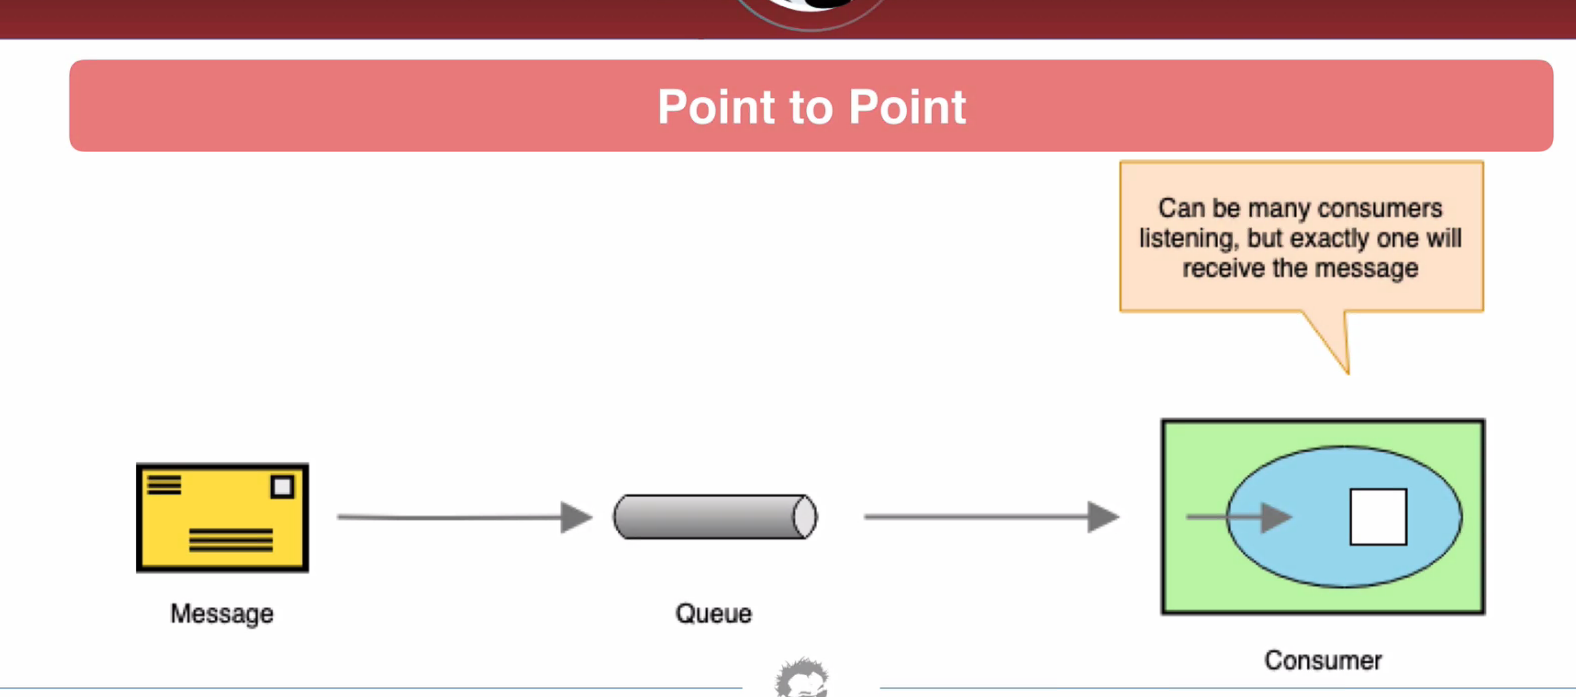 Point to Point
Can be many consumers
listening, but exactly one will
receive the message
Message
Queue
Consumer